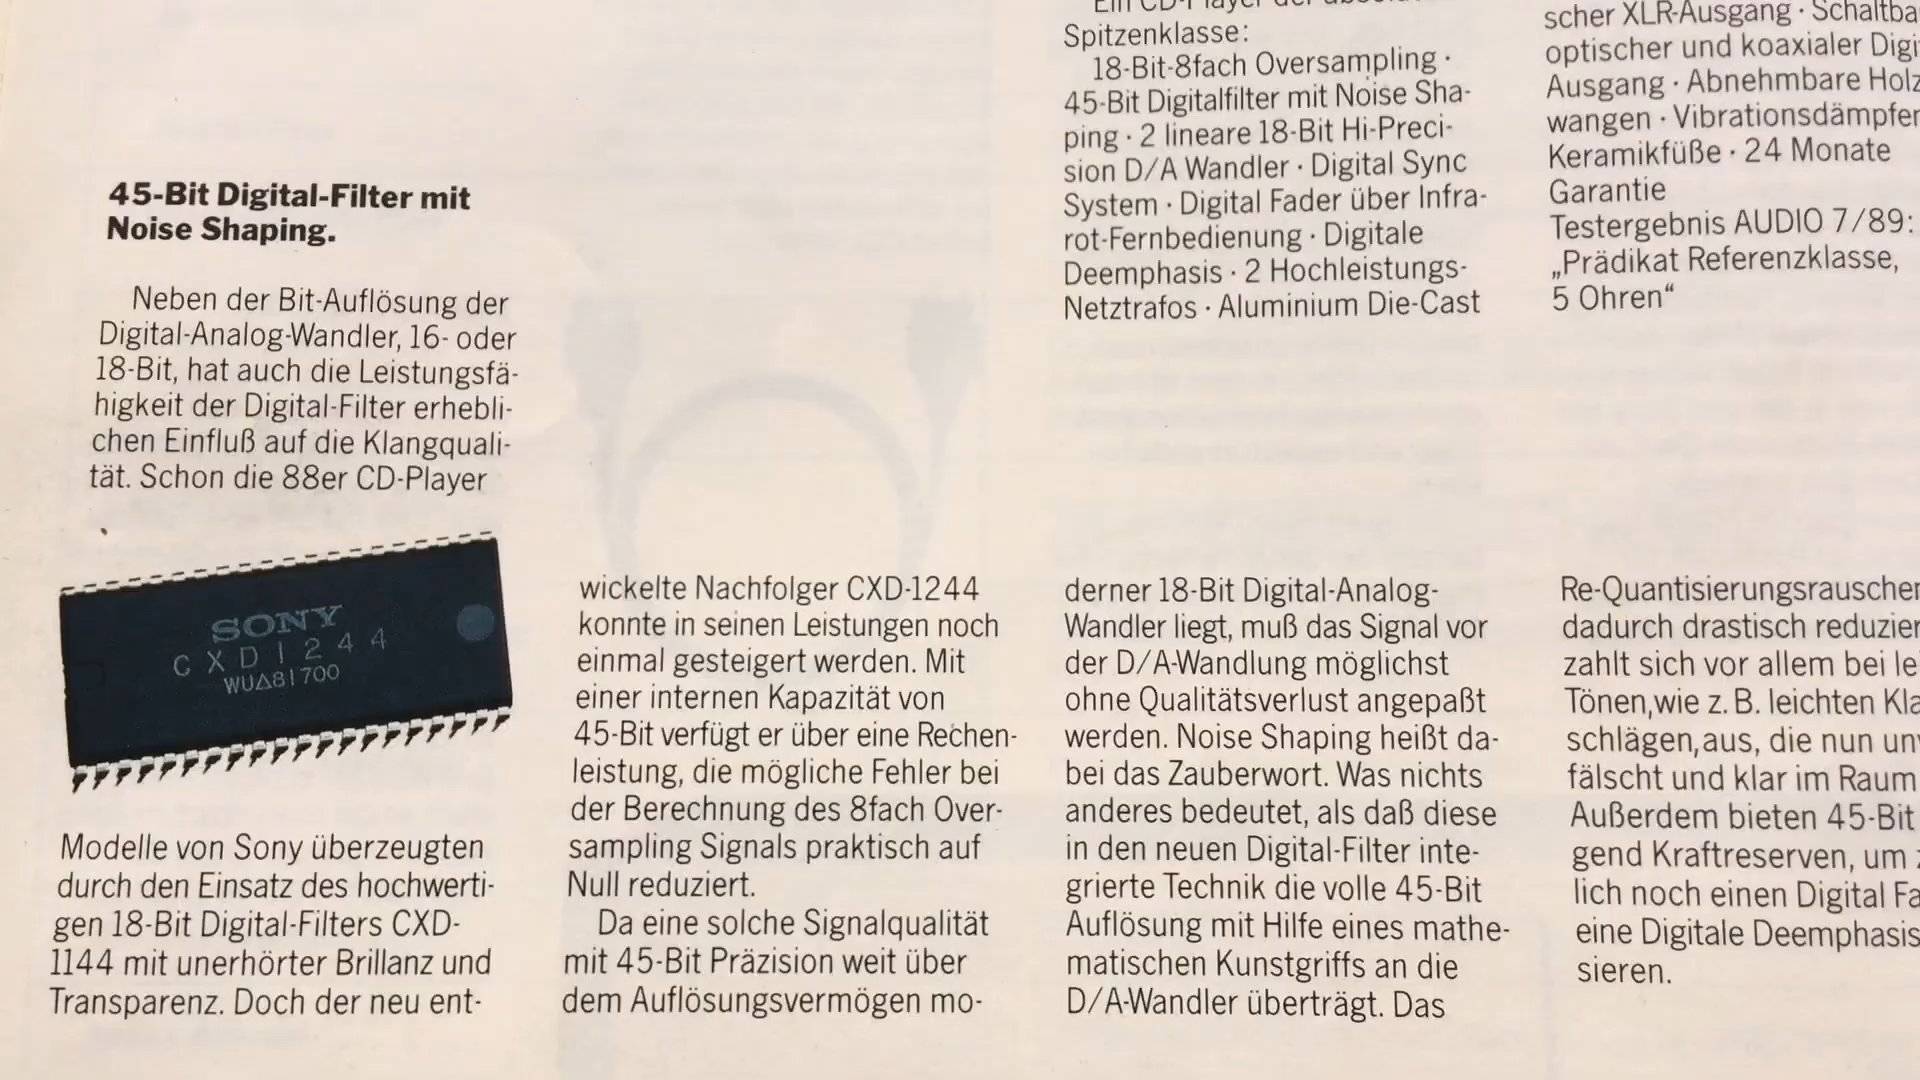 Spitzenklasse:
18-Bit-8fach Oversampling ·
45-Bit Digitalfilter mit Noise Sha-
ping · 2 lineare 18-Bit Hi-Preci-
sion D/A Wandler · Digital Sync
System · Digital Fader über Infra-
rot-Fernbedienung · Digitale
Deemphasis · 2 Hochleistungs-
Netztrafos · Aluminium Die-Cast
scher XLR-Ausgang ·
optischer und koaxialer
Ausgang · Abnehmbare
wangen ·
Keramikfüße · 24 Monate
Garantie
Testergebnis AUDIO 7/89:
„Prädikat Referenzklasse,
5 Ohren“
45-Bit Digital-Filter mit
Noise Shaping.
Neben der Bit-Auflösung der
Digital-Analog-Wandler, 16- oder
18-Bit, hat auch die Leistungsfä-
higkeit der Digital-Filter erhebli-
chen Einfluß auf die Klangquali-
tät. Schon die 88er CD-Player
SONY
CXD1244
WU△81700
Modelle von Sony überzeugten
durch den Einsatz des hochwerti-
gen 18-Bit Digital-Filters CXD-
1144 mit unerhörter Brillanz und
Transparenz. Doch der neu ent-
wickelte Nachfolger CXD-1244
konnte in seinen Leistungen noch
einmal gesteigert werden. Mit
einer internen Kapazität von
45-Bit verfügt er über eine Rechen-
leistung, die mögliche Fehler bei
der Berechnung des 8fach Over-
sampling Signals praktisch auf
Null reduziert.
Da eine solche Signalqualität
mit 45-Bit Präzision weit über
dem Auflösungsvermögen mo-
derner 18-Bit Digital-Analog-
Wandler liegt, muß das Signal vor
der D/A-Wandlung möglichst
ohne Qualitätsverlust angepaßt
werden. Noise Shaping heißt da-
bei das Zauberwort. Was nichts
anderes bedeutet, als daß diese
in den neuen Digital-Filter inte-
grierte Technik die volle 45-Bit
Auflösung mit Hilfe eines mathe-
matischen Kunstgriffs an die
D/A-Wandler überträgt. Das
Re-Quantisierungsrauschen
dadurch drastisch
zahlt sich vor allem bei
Tönen, wie z. B. leichten
schlägen, aus, die nun
fälscht und klar im Raum
Außerdem bieten 45-Bit
gend Kraftreserven, um
lich noch einen Digital
eine Digitale Deemphasis
sieren.